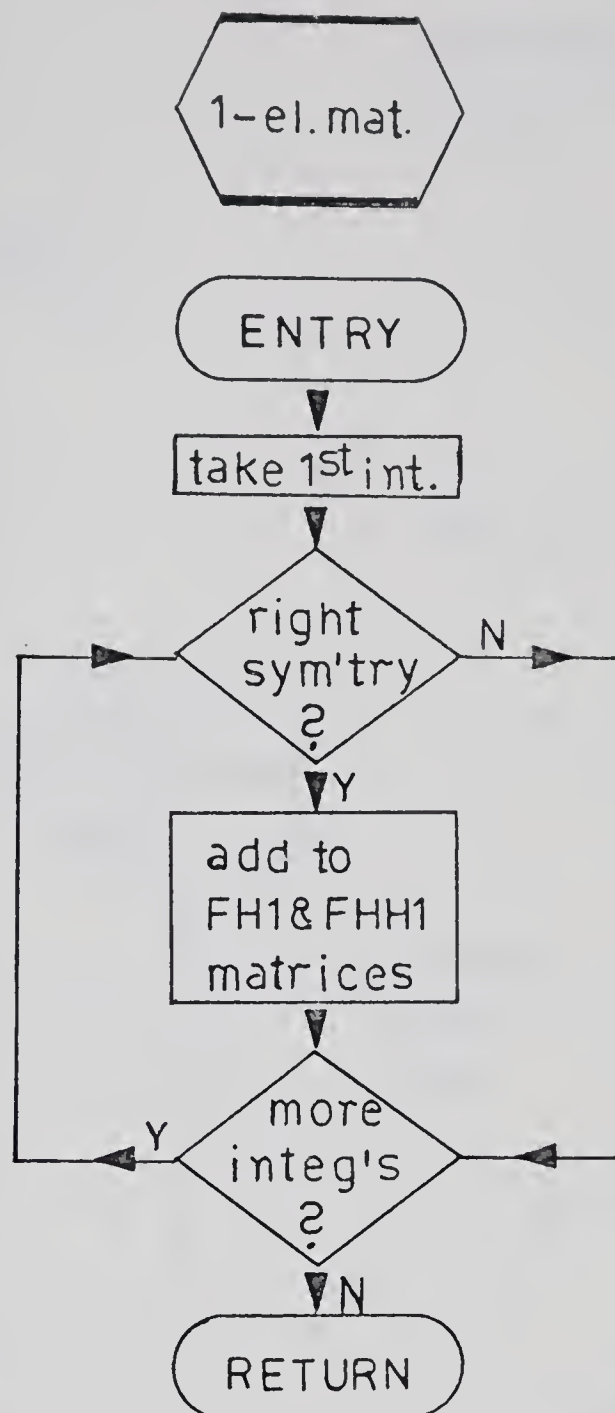 1-el. mat.
ENTRY
take 1st int.
right
sym'try
?
N
Y
add to
FH1 & FHH1
matrices
more
integ's
?
Y
N
RETURN